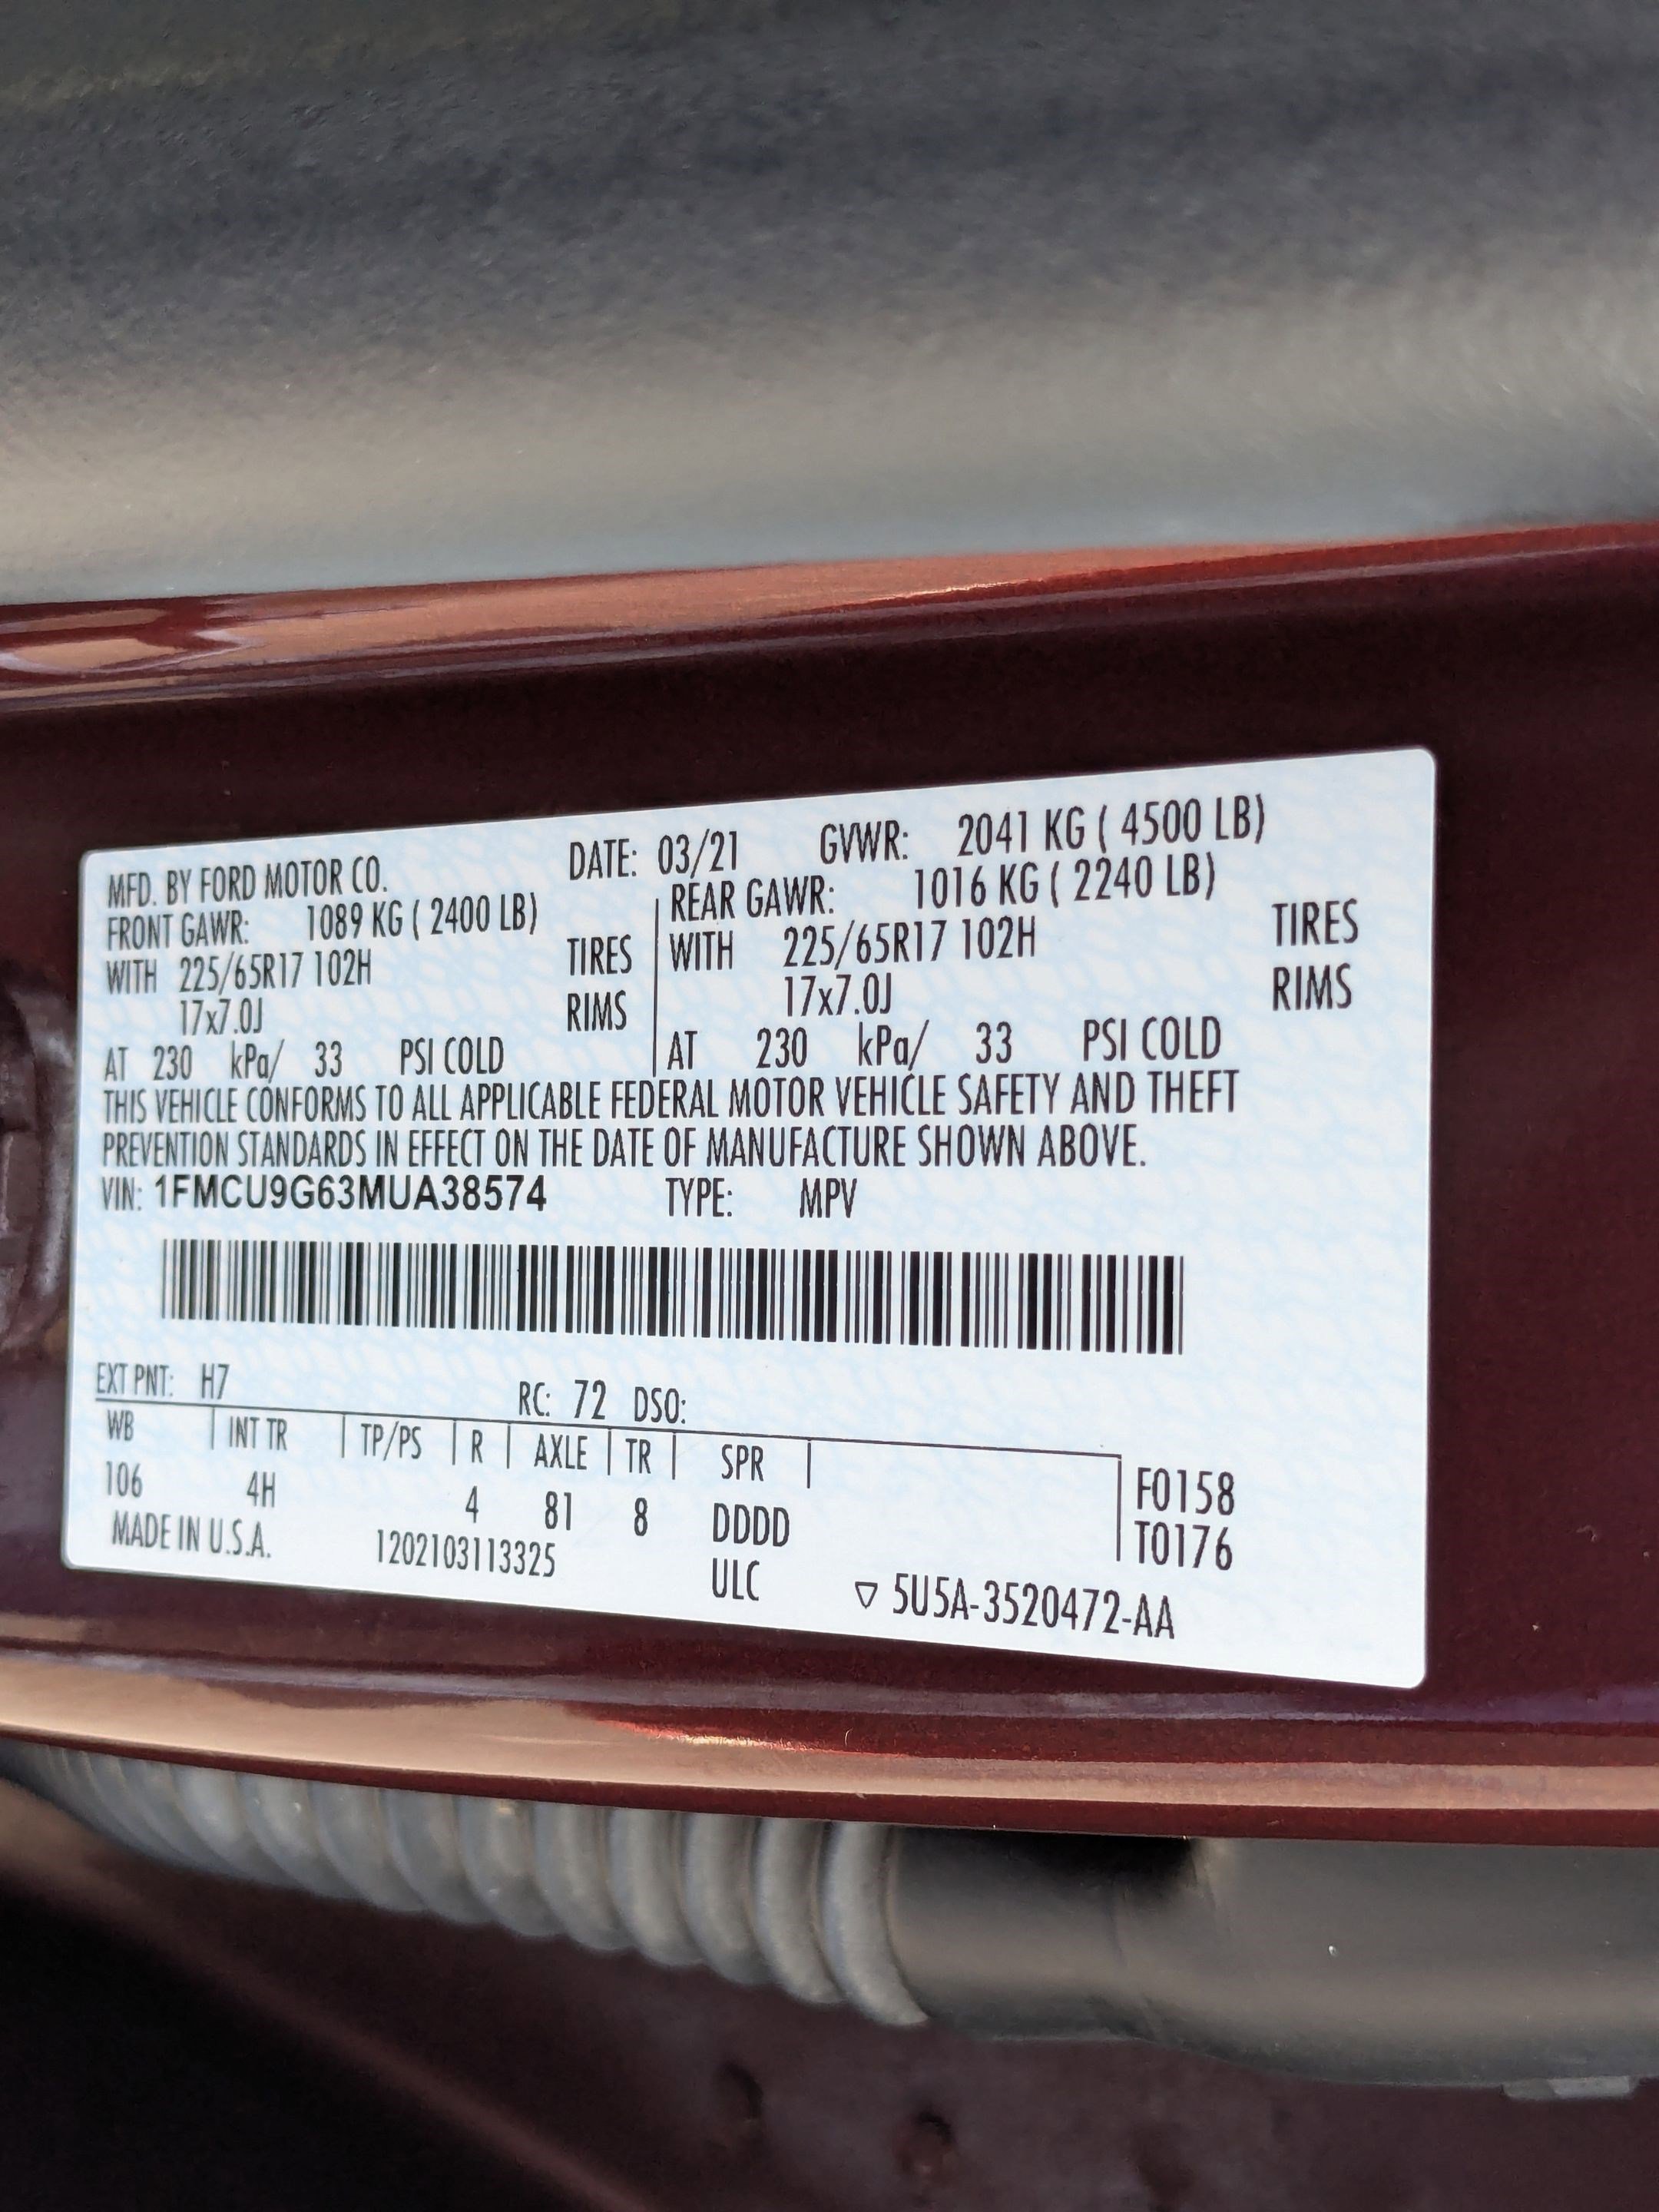 MFD. BY FORD MOTOR CO. DATE: 03/21 GVWR: 2041 KG ( 4500 LB)
FRONT GAWR: 1089 KG ( 2400 LB) REAR GAWR: 1016 KG ( 2240 LB)
WITH 225/65R17 102H TIRES WITH 225/65R17 102H TIRES
17x7.0J RIMS 17x7.0J RIMS
AT 230 kPa/ 33 PSI COLD AT 230 kPa/ 33 PSI COLD
THIS VEHICLE CONFORMS TO ALL APPLICABLE FEDERAL MOTOR VEHICLE SAFETY AND THEFT
PREVENTION STANDARDS IN EFFECT ON THE DATE OF MANUFACTURE SHOWN ABOVE.
VIN: 1FMCU9G63MUA38574 TYPE: MPV
EXT PNT: H7 RC: 72 DSO:
WB INT TR TP/PS R AXLE TR SPR F0158
106 4H 4 81 8 DDDD T0176
MADE IN U.S.A. 1202103113325 ULC ▽ 5U5A-3520472-AA